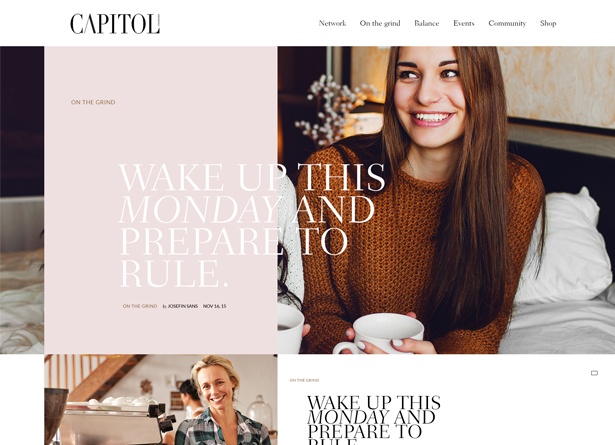 CAPITOL
Network On the grind Balance Events Community Shop
ON THE GRIND
WAKE UP THIS
MONDAY AND
PREPARE TO
RULE.
ON THE GRIND by JOSEFIN SANS NOV 16, 15
ON THE GRIND
WAKE UP THIS
MONDAY AND
PREPARE TO
RULE